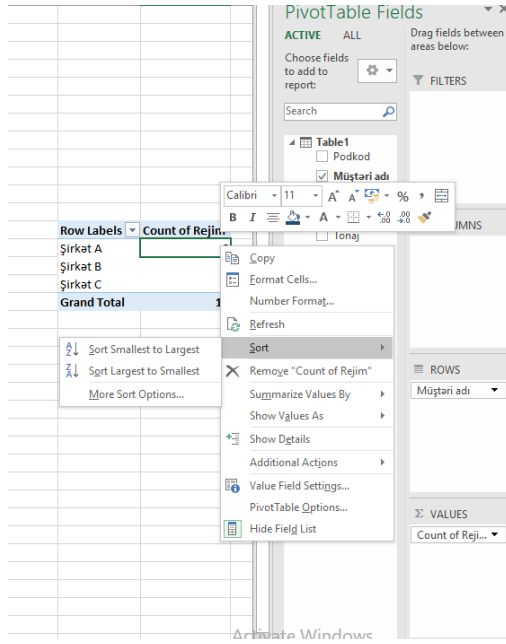 PivotTable Fields
ACTIVE ALL
Drag fields between areas below:
Choose fields to add to report:
FILTERS
Search
Table1
Podkod
Müştəri adı
Calibri 11 A A % ,
B I A .00
UMNS
Tonaj
Row Labels Count of Rejim
Şirkət A
Şirkət B
Şirkət C
Grand Total 1
Copy
Format Cells...
Number Format...
Refresh
Sort
Sort Smallest to Largest
Sort Largest to Smallest
More Sort Options...
Remove "Count of Rejim"
Summarize Values By
Show Values As
Show Details
Additional Actions
Value Field Settings...
PivotTable Options...
Hide Field List
ROWS
Müştəri adı
Σ VALUES
Count of Reji...
Activate Windows